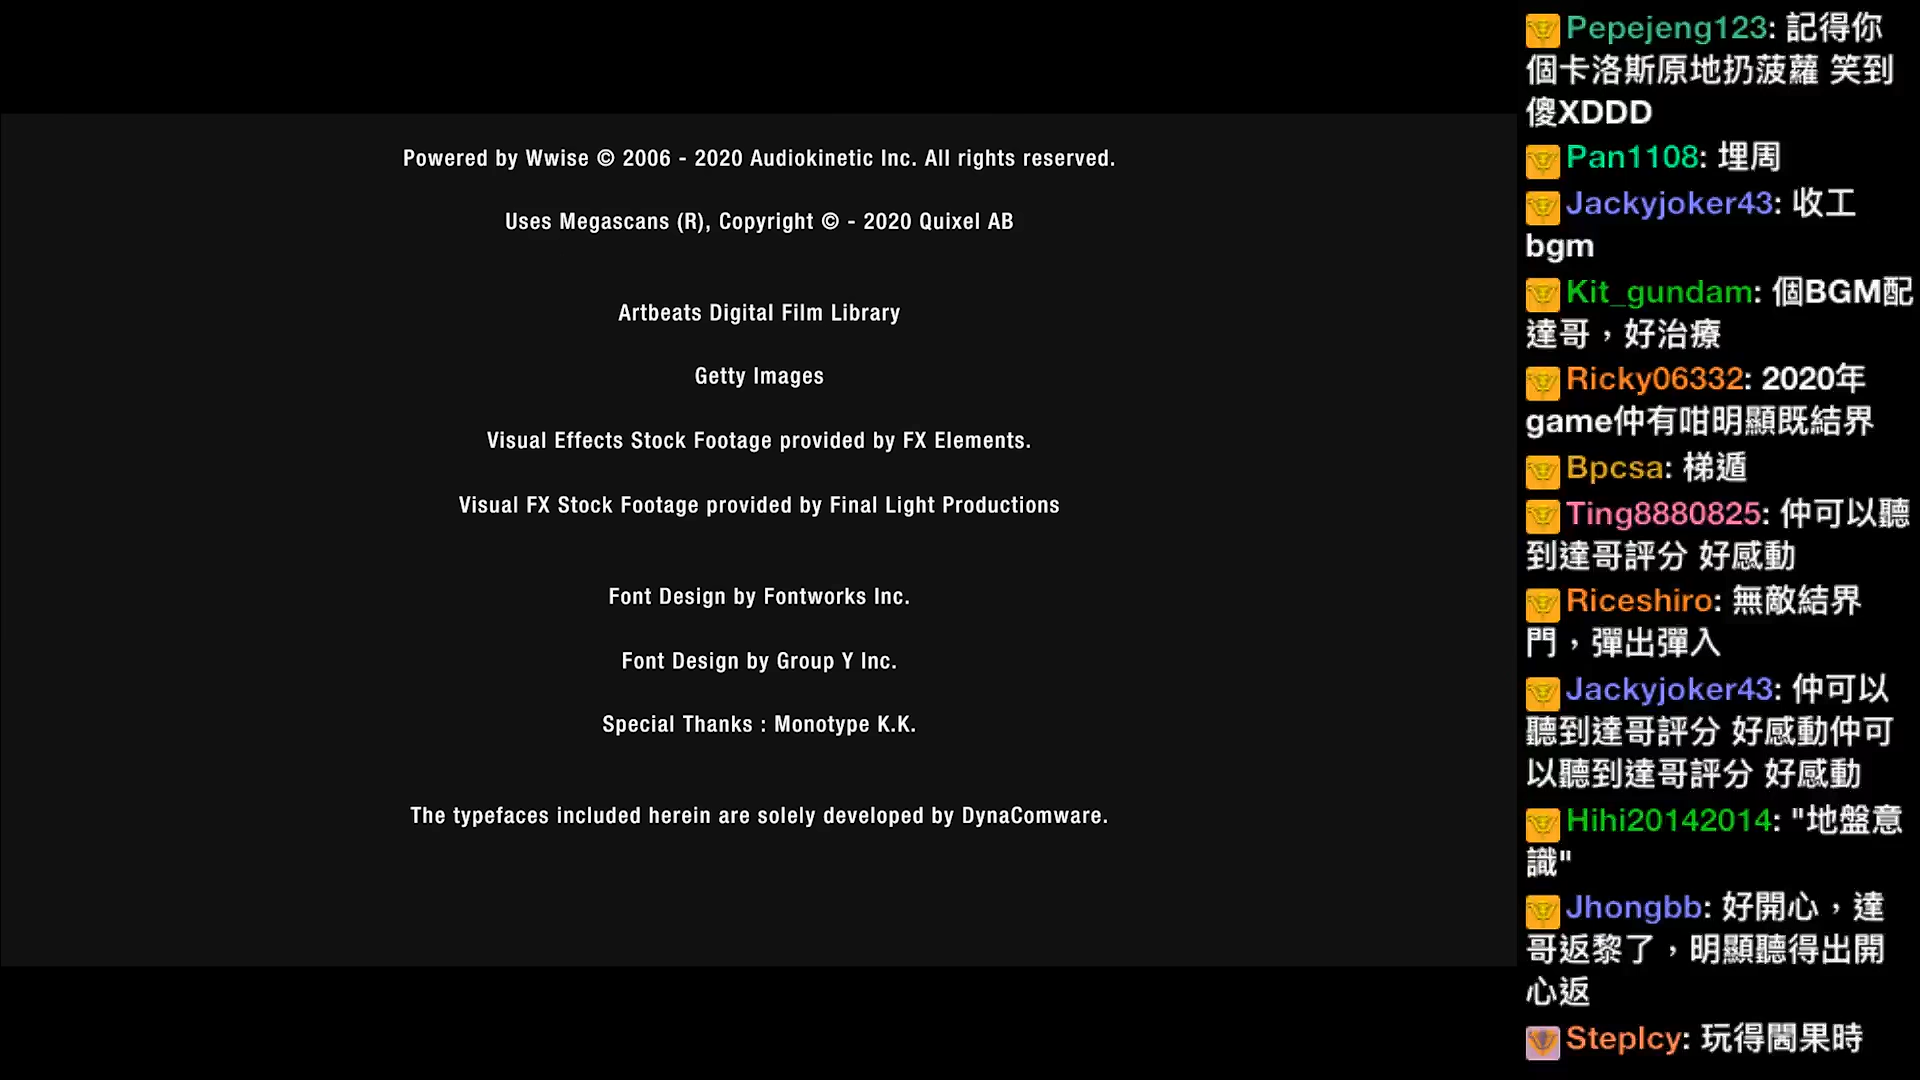 Powered by Wwise © 2006 - 2020 Audiokinetic Inc. All rights reserved.
Uses Megascans (R), Copyright © - 2020 Quixel AB
Artbeats Digital Film Library
Getty Images
Visual Effects Stock Footage provided by FX Elements.
Visual FX Stock Footage provided by Final Light Productions
Font Design by Fontworks Inc.
Font Design by Group Y Inc.
Special Thanks : Monotype K.K.
The typefaces included herein are solely developed by DynaComware.
Pepejeng123: 記得你
個卡洛斯原地扔菠蘿 笑到
傻XDDD
Pan1108: 埋周
Jackyjoker43: 收工
bgm
Kit_gundam: 個BGM配
達哥，好治療
Ricky06332: 2020年
game仲有咁明顯既結界
Bpcsa: 梯遁
Ting8880825: 仲可以聽
到達哥評分 好感動
Riceshiro: 無敵結界
門，彈出彈入
Jackyjoker43: 仲可以
聽到達哥評分 好感動仲可
以聽到達哥評分 好感動
Hihi20142014: "地盤意
識"
Jhongbb: 好開心，達
哥返黎了，明顯聽得出開
心返
StepIcy: 玩得閪果時